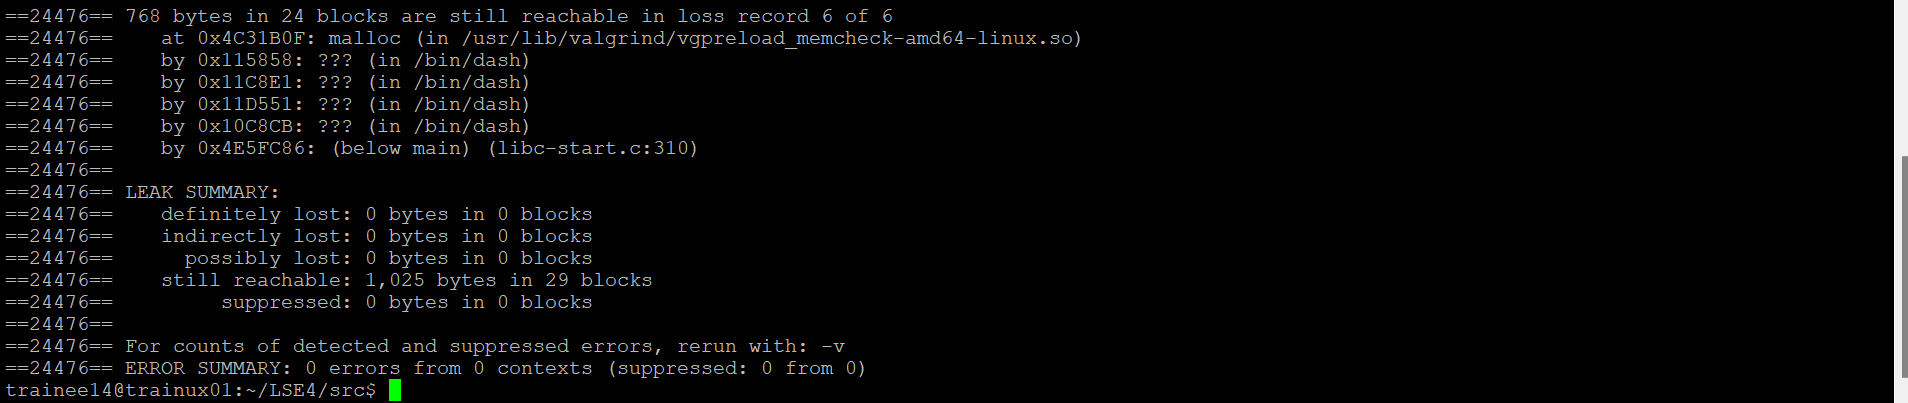 ==24476== 768 bytes in 24 blocks are still reachable in loss record 6 of 6
==24476==    at 0x4C31B0F: malloc (in /usr/lib/valgrind/vgpreload_memcheck-amd64-linux.so)
==24476==    by 0x115858: ??? (in /bin/dash)
==24476==    by 0x11C8E1: ??? (in /bin/dash)
==24476==    by 0x11D551: ??? (in /bin/dash)
==24476==    by 0x10C8CB: ??? (in /bin/dash)
==24476==    by 0x4E5FC86: (below main) (libc-start.c:310)
==24476==
==24476== LEAK SUMMARY:
==24476==    definitely lost: 0 bytes in 0 blocks
==24476==    indirectly lost: 0 bytes in 0 blocks
==24476==      possibly lost: 0 bytes in 0 blocks
==24476==    still reachable: 1,025 bytes in 29 blocks
==24476==         suppressed: 0 bytes in 0 blocks
==24476==
==24476== For counts of detected and suppressed errors, rerun with: -v
==24476== ERROR SUMMARY: 0 errors from 0 contexts (suppressed: 0 from 0)
trainee14@trainux01:~/LSE4/src$